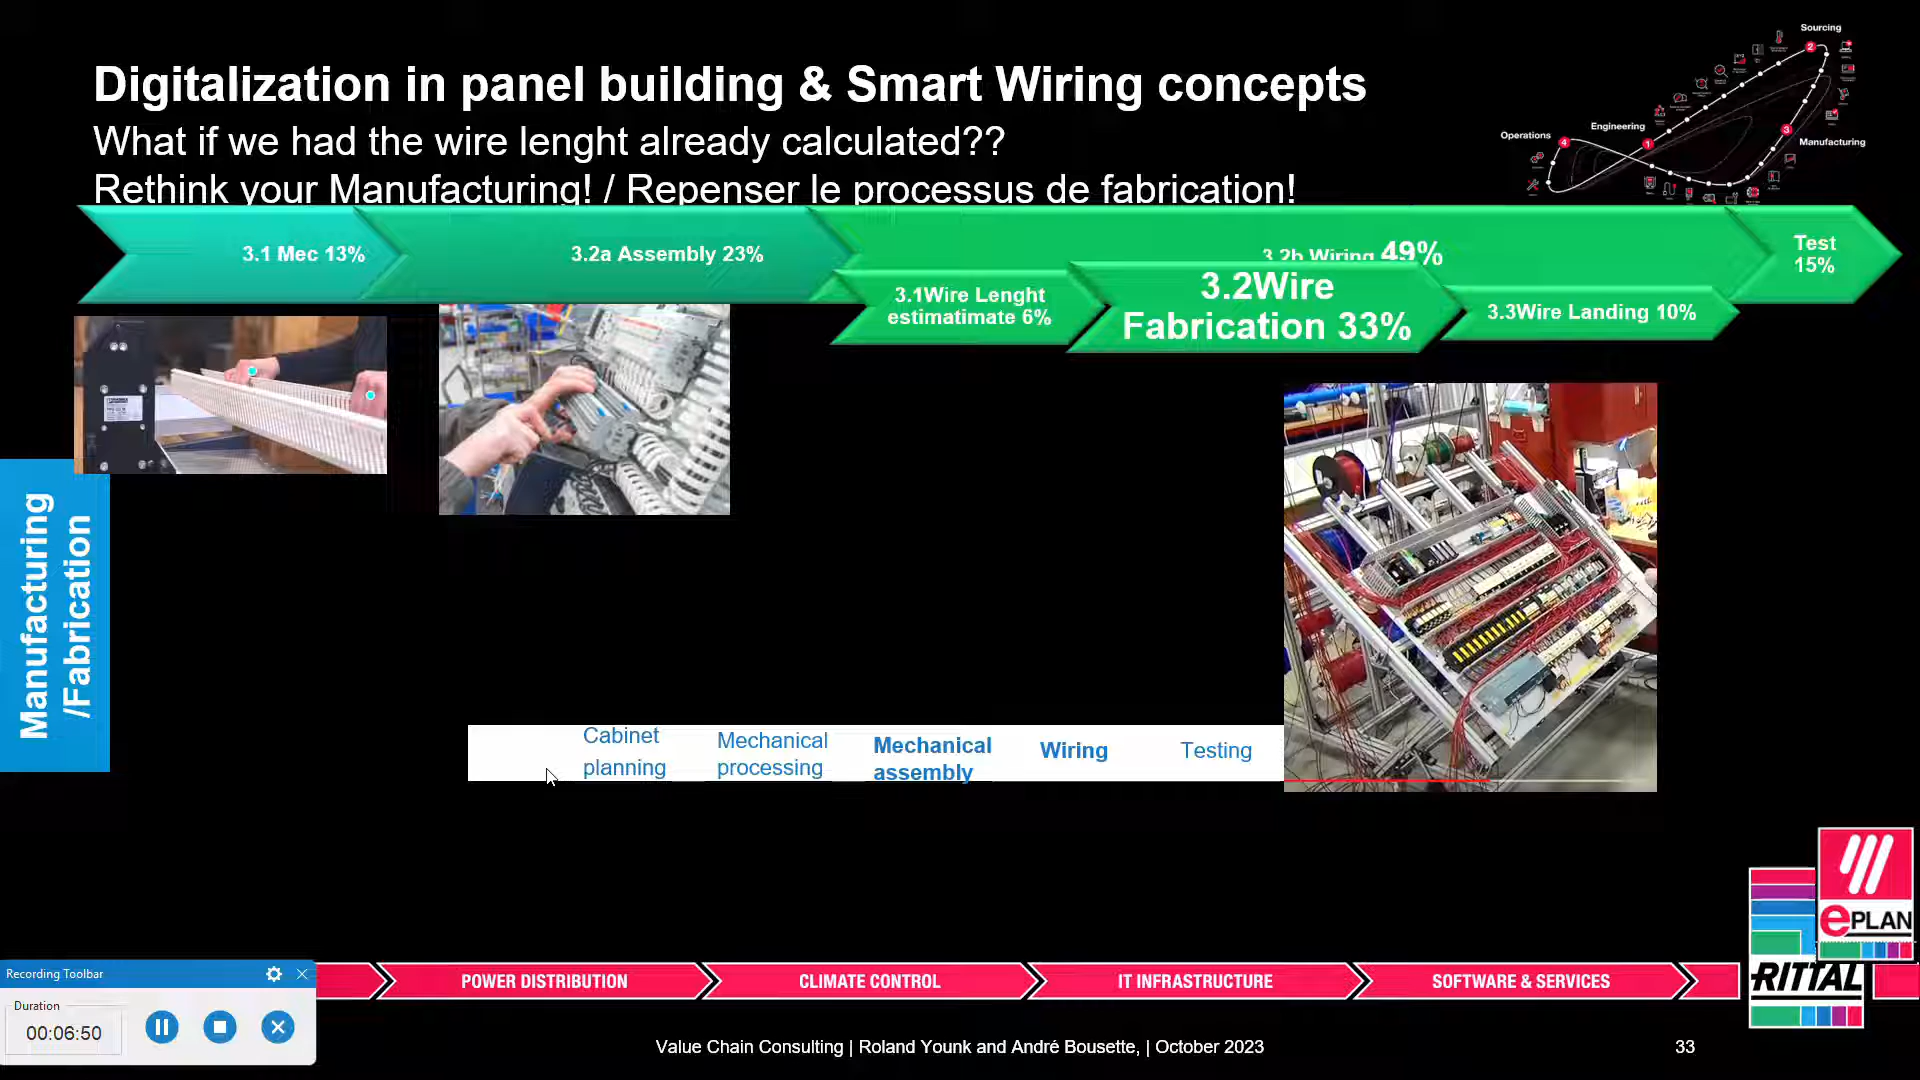 Digitalization in panel building & Smart Wiring concepts
What if we had the wire lenght already calculated??
Rethink your Manufacturing! / Repenser le processus de fabrication!
Sourcing
2
Operations
4
Engineering
1
3
Manufacturing
3.1 Mec 13%
3.2a Assembly 23%
3.2b Wiring 49%
Test
15%
3.1Wire Lenght
estimatimate 6%
3.2Wire
Fabrication 33%
3.3Wire Landing 10%
Manufacturing
/Fabrication
Cabinet
planning
Mechanical
processing
Mechanical
assembly
Wiring
Testing
ePLAN
RITTAL
POWER DISTRIBUTION
CLIMATE CONTROL
IT INFRASTRUCTURE
SOFTWARE & SERVICES
Recording Toolbar
Duration
00:06:50
Value Chain Consulting | Roland Younk and André Bousette, | October 2023
33